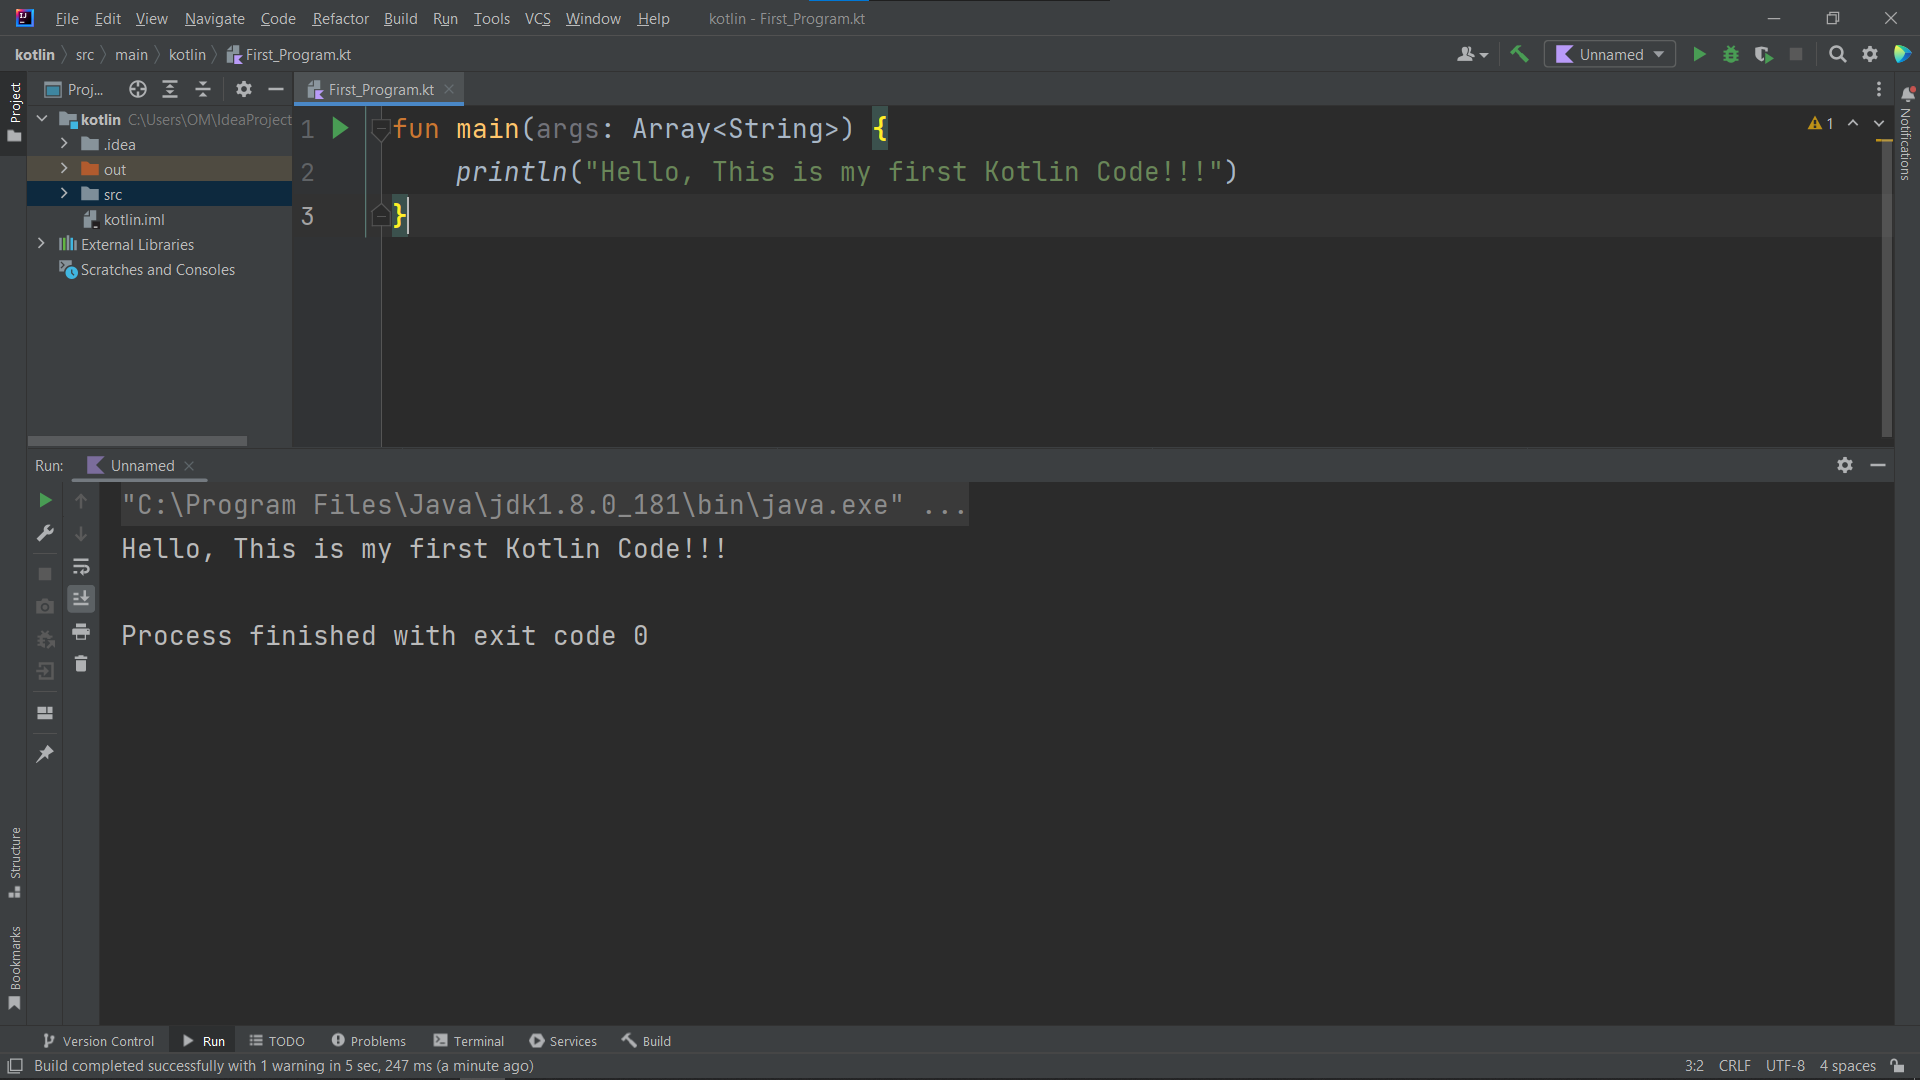 File Edit View Navigate Code Refactor Build Run Tools VCS Window Help kotlin - First_Program.kt
kotlin src main kotlin First_Program.kt Unnamed
Project
Proj...
First_Program.kt
Notifications
kotlin C:\Users\OM\IdeaProject
.idea
out
src
kotlin.iml
External Libraries
Scratches and Consoles
1 fun main(args: Array<String>) {
2 println("Hello, This is my first Kotlin Code!!!")
3 }
1
Run: Unnamed
"C:\Program Files\Java\jdk1.8.0_181\bin\java.exe" ...
Hello, This is my first Kotlin Code!!!
Process finished with exit code 0
Structure
Bookmarks
Version Control Run TODO Problems Terminal Services Build
Build completed successfully with 1 warning in 5 sec, 247 ms (a minute ago) 3:2 CRLF UTF-8 4 spaces